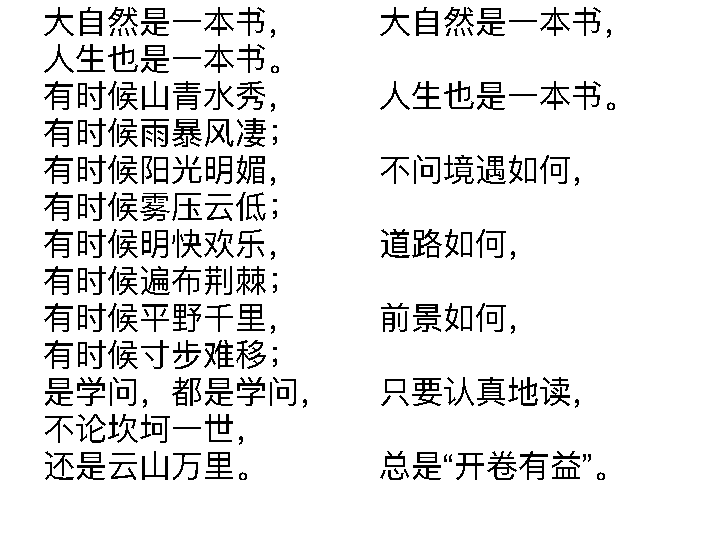 大自然是一本书，
人生也是一本书。
有时候山青水秀，
有时候雨暴风凄；
有时候阳光明媚，
有时候雾压云低；
有时候明快欢乐，
有时候遍布荆棘；
有时候平野千里，
有时候寸步难移；
是学问，都是学问，
不论坎坷一世，
还是云山万里。
大自然是一本书，
人生也是一本书。
不问境遇如何，
道路如何，
前景如何，
只要认真地读，
总是“开卷有益”。